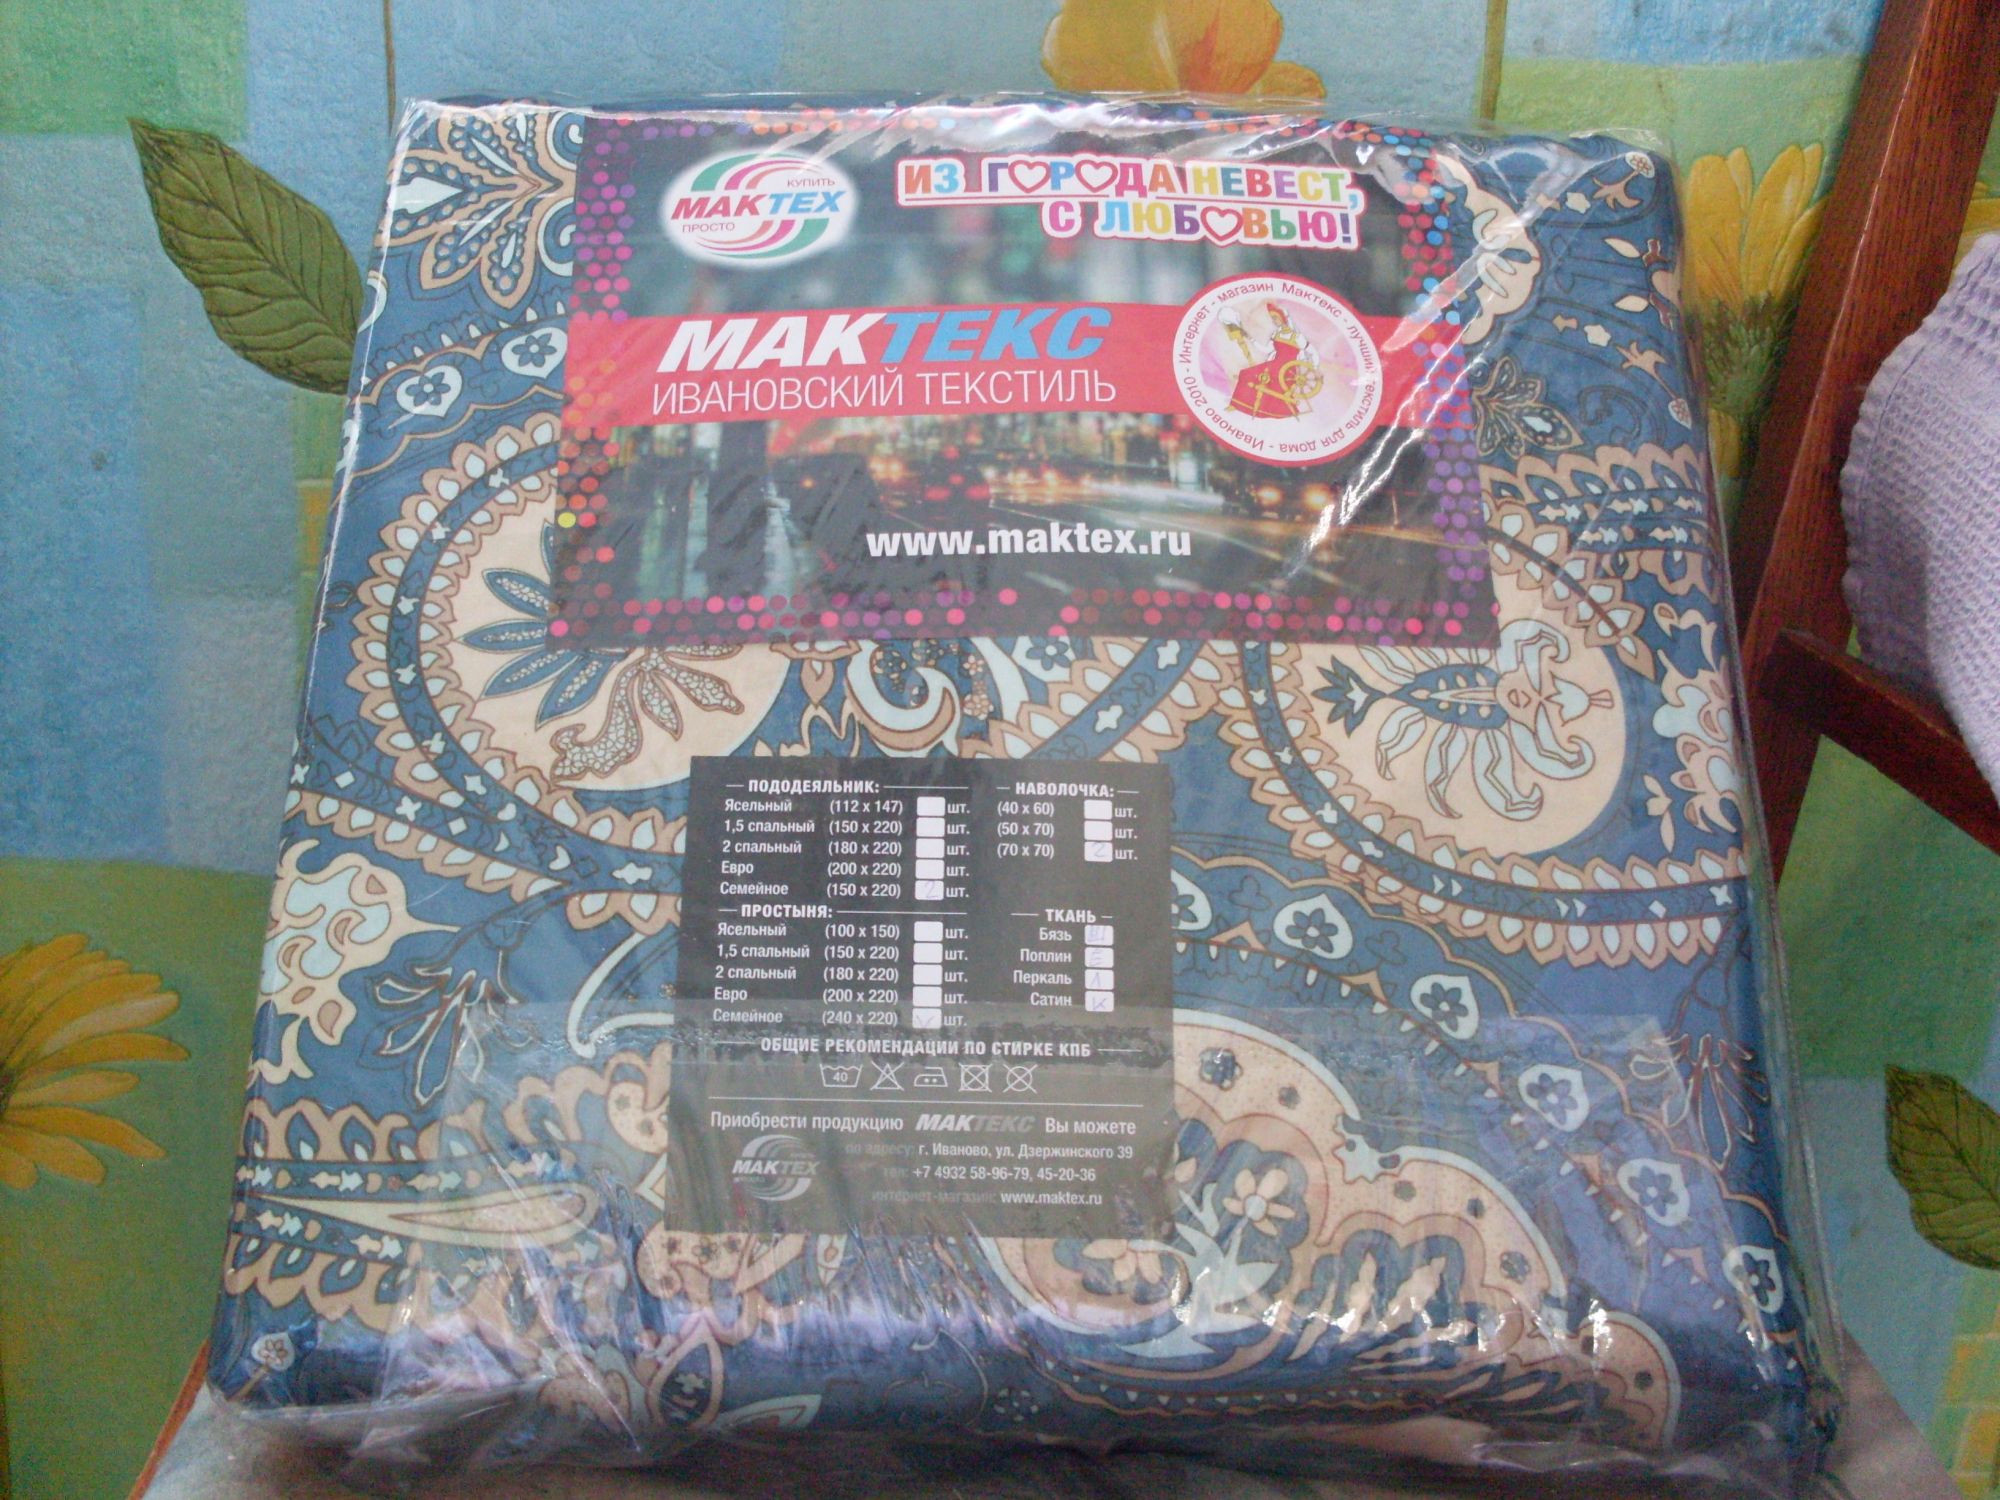 КУПИТЬ
МАКТЕХ
ПРОСТО
ИЗ ГОРОДА НЕВЕСТ,
С ЛЮБОВЬЮ!
МАКТЕКС
ИВАНОВСКИЙ ТЕКСТИЛЬ
Интернет - магазин Мактекс - лучший текстиль для дома - Иваново 2010 -
www.maktex.ru
ПОДОДЕЯЛЬНИК:
Ясельный (112 х 147) шт.
1,5 спальный (150 х 220) шт.
2 спальный (180 х 220) шт.
Евро (200 х 220) шт.
Семейное (150 х 220) 2 шт.
ПРОСТЫНЯ:
Ясельный (100 х 150) шт.
1,5 спальный (150 х 220) шт.
2 спальный (180 х 220) шт.
Евро (200 х 220) шт.
Семейное (240 х 220) шт.
НАВОЛОЧКА:
(40 х 60) шт.
(50 х 70) шт.
(70 х 70) 2 шт.
ТКАНЬ
Бязь
Поплин
Перкаль
Сатин
ОБЩИЕ РЕКОМЕНДАЦИИ ПО СТИРКЕ КПБ
40
Приобрести продукцию МАКТЕКС Вы можете
МАКТЕХ
по адресу: г. Иваново, ул. Дзержинского 39
тел: +7 4932 58-96-79, 45-20-36
интернет-магазин: www.maktex.ru